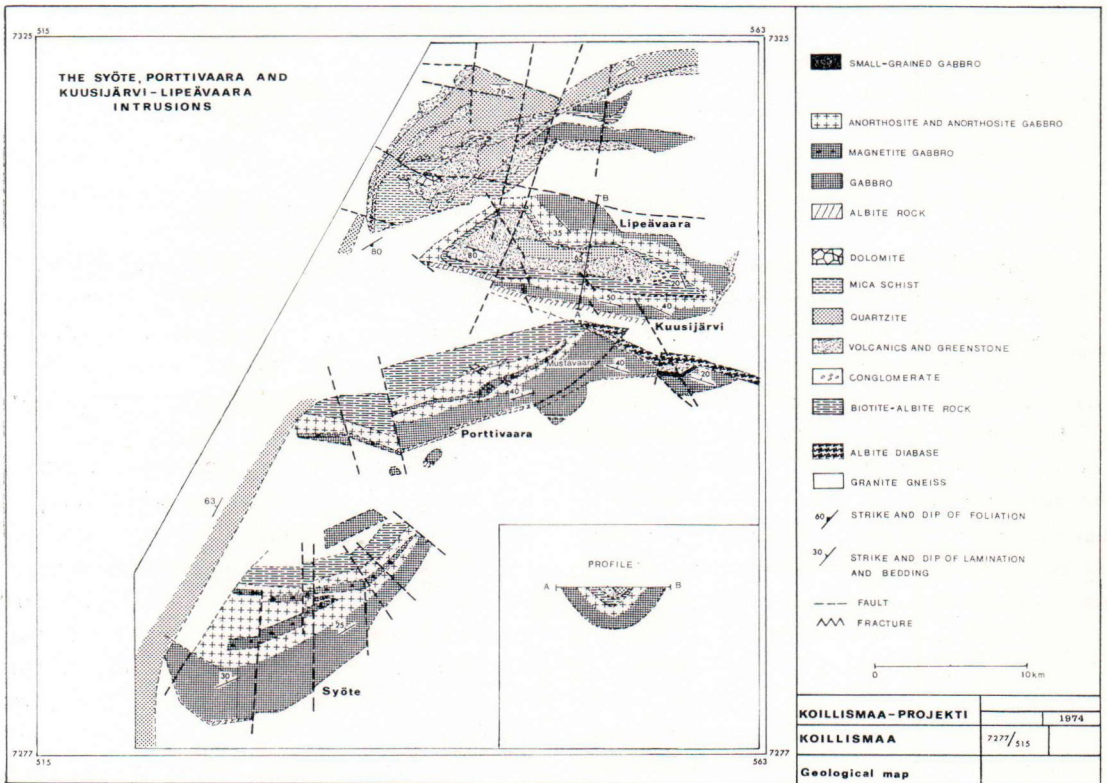 515
563
7325
7325
THE SYÖTE, PORTTIVAARA AND
KUUSIJÄRVI-LIPEÄVAARA
INTRUSIONS
50
75
B
Lipeävaara
35
80
80
65
20
50
40
A
Kuusijärvi
Mustavaara
40
40
20
Porttivaara
63
25
30
Syöte
PROFILE
A
B
7277
7277
515
563
SMALL-GRAINED GABBRO
ANORTHOSITE AND ANORTHOSITE GABBRO
MAGNETITE GABBRO
GABBRO
ALBITE ROCK
DOLOMITE
MICA SCHIST
QUARTZITE
VOLCANICS AND GREENSTONE
CONGLOMERATE
BIOTITE-ALBITE ROCK
ALBITE DIABASE
GRANITE GNEISS
60 STRIKE AND DIP OF FOLIATION
30 STRIKE AND DIP OF LAMINATION
AND BEDDING
FAULT
FRACTURE
0 10km
KOILLISMAA-PROJEKTI
1974
KOILLISMAA
7277/515
Geological map